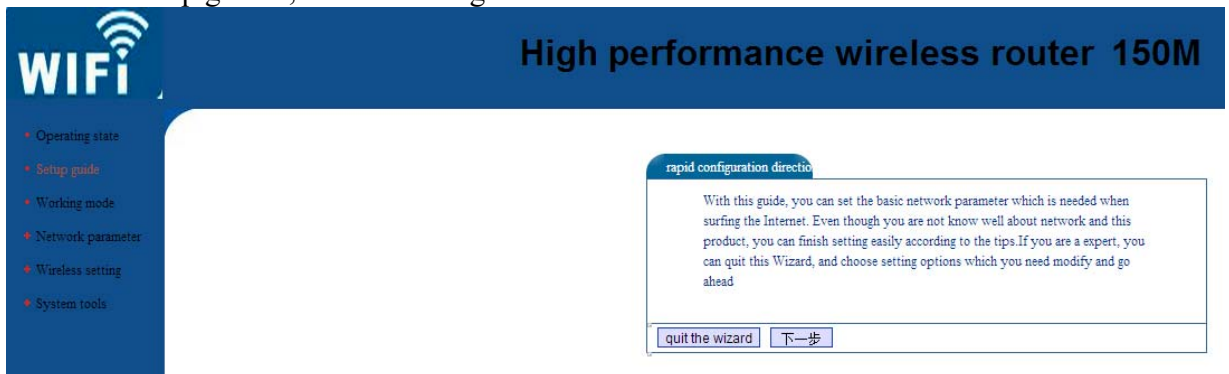 WIFI
High performance wireless router 150M
Operating state
Setup guide
Working mode
Network parameter
Wireless setting
System tools
rapid configuration directio
With this guide, you can set the basic network parameter which is needed when
surfing the Internet. Even though you are not know well about network and this
product, you can finish setting easily according to the tips.If you are a expert, you
can quit this Wizard, and choose setting options which you need modify and go
ahead
quit the wizard 下一步